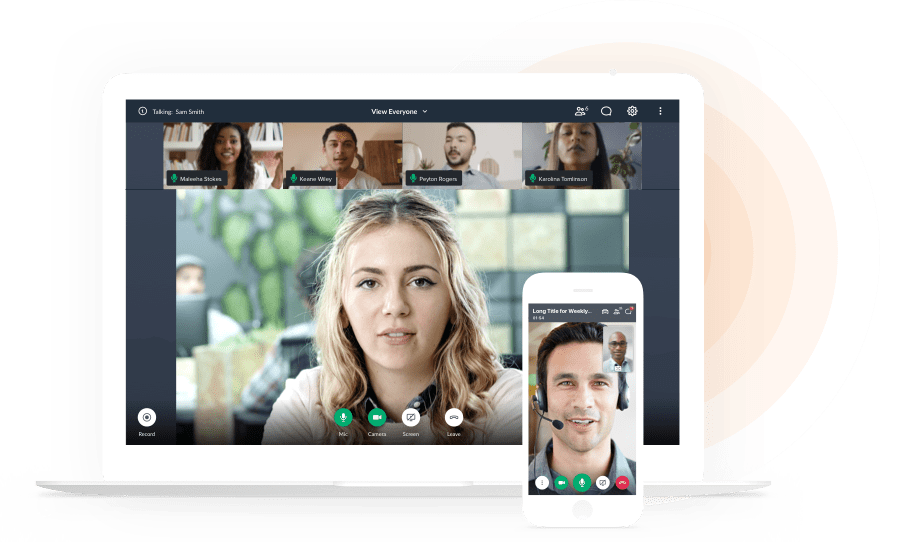 Talking: Sam Smith
View Everyone
6
Maleeha Stokes
Keane Wiley
Peyton Rogers
Karolina Tomlinson
Long Title for Weekly...
01:54
Record
Mic
Camera
Screen
Leave